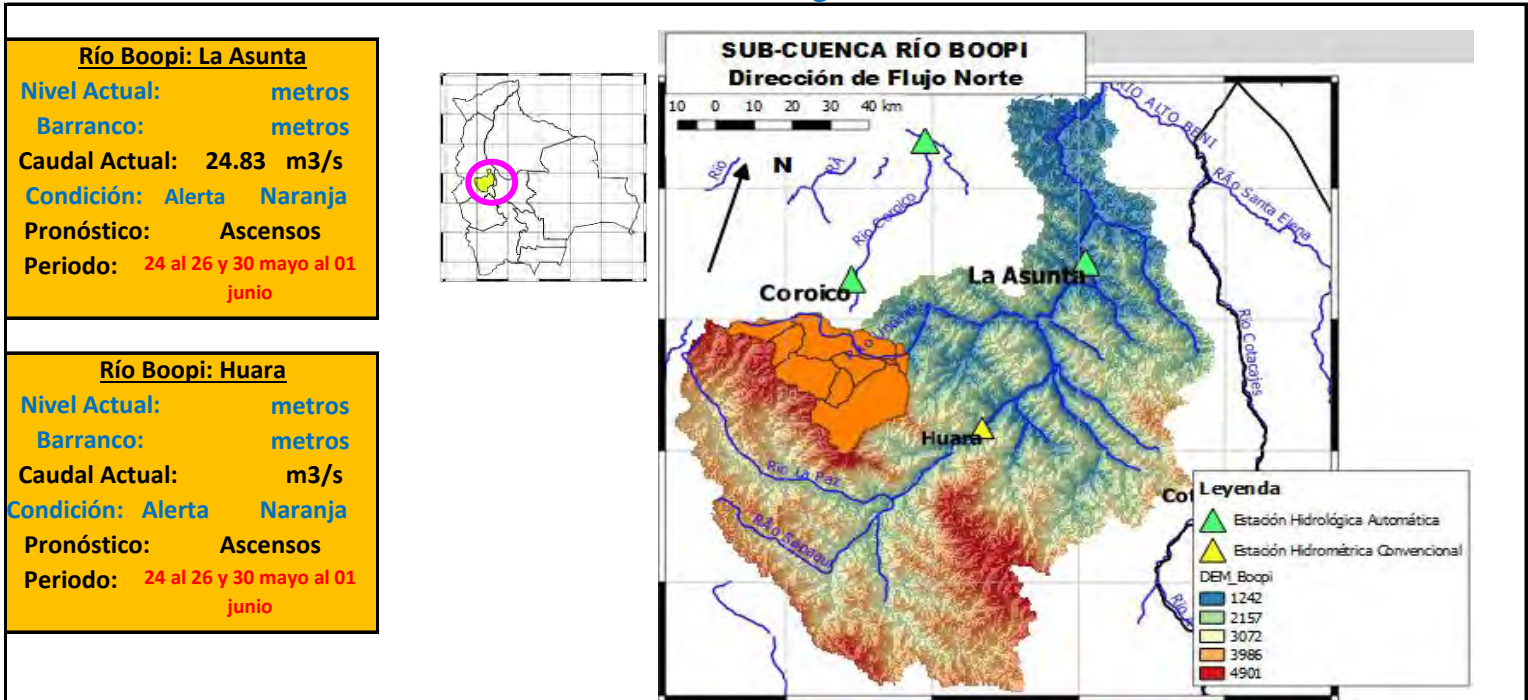 Río Boopi: La Asunta
Nivel Actual: metros
Barranco: metros
Caudal Actual: 24.83 m3/s
Condición: Alerta Naranja
Pronóstico: Ascensos
Periodo: 24 al 26 y 30 mayo al 01
junio
Río Boopi: Huara
Nivel Actual: metros
Barranco: metros
Caudal Actual: m3/s
Condición: Alerta Naranja
Pronóstico: Ascensos
Periodo: 24 al 26 y 30 mayo al 01
junio
SUB-CUENCA RÍO BOOPI
Dirección de Flujo Norte
10 0 10 20 30 40 km
N
RÍO ALTO BENI
Río
RÃ
RÃo Santa Elena
Río Coroico
La Asunta
Coroico
Río Cotacajes
Huara
Río La Paz
RÃo Sapaqui
Leyenda
Estación Hidrológica Automática
Estación Hidrométrica Convencional
DEM_Boopi
1242
2157
3072
3986
4901